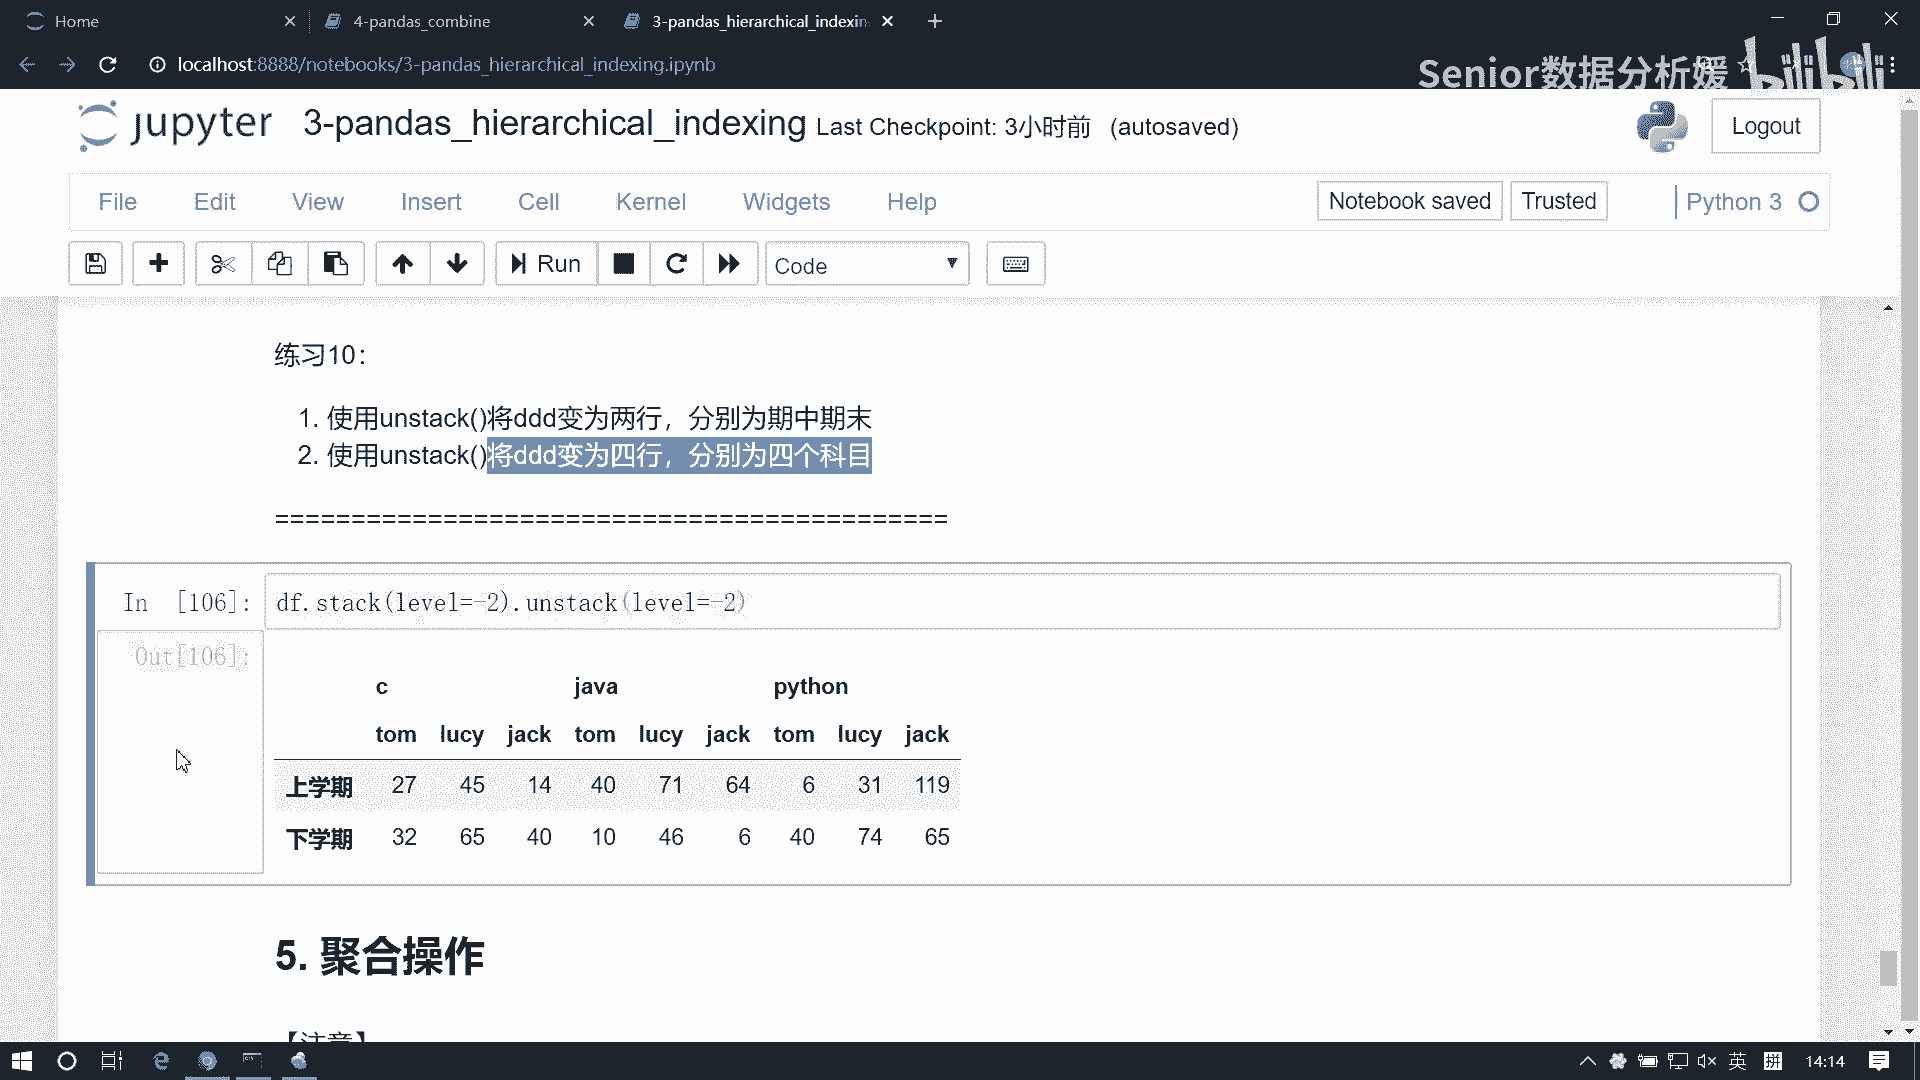 Home
4-pandas_combine
3-pandas_hierarchical_indexin
localhost:8888/notebooks/3-pandas_hierarchical_indexing.ipynb
Senior数据分析媛
bilibili
jupyter 3-pandas_hierarchical_indexing Last Checkpoint: 3小时前 (autosaved)
Logout
File Edit View Insert Cell Kernel Widgets Help
Notebook saved Trusted Python 3
Run Code
练习10：
1. 使用unstack()将ddd变为两行，分别为期中期末
2. 使用unstack()将ddd变为四行，分别为四个科目
============================================
In [106]: df.stack(level=-2).unstack(level=-2)
Out[106]:
c java python
tom lucy jack tom lucy jack tom lucy jack
上学期 27 45 14 40 71 64 6 31 119
下学期 32 65 40 10 46 6 40 74 65
5. 聚合操作
【注意】
英 拼 14:14